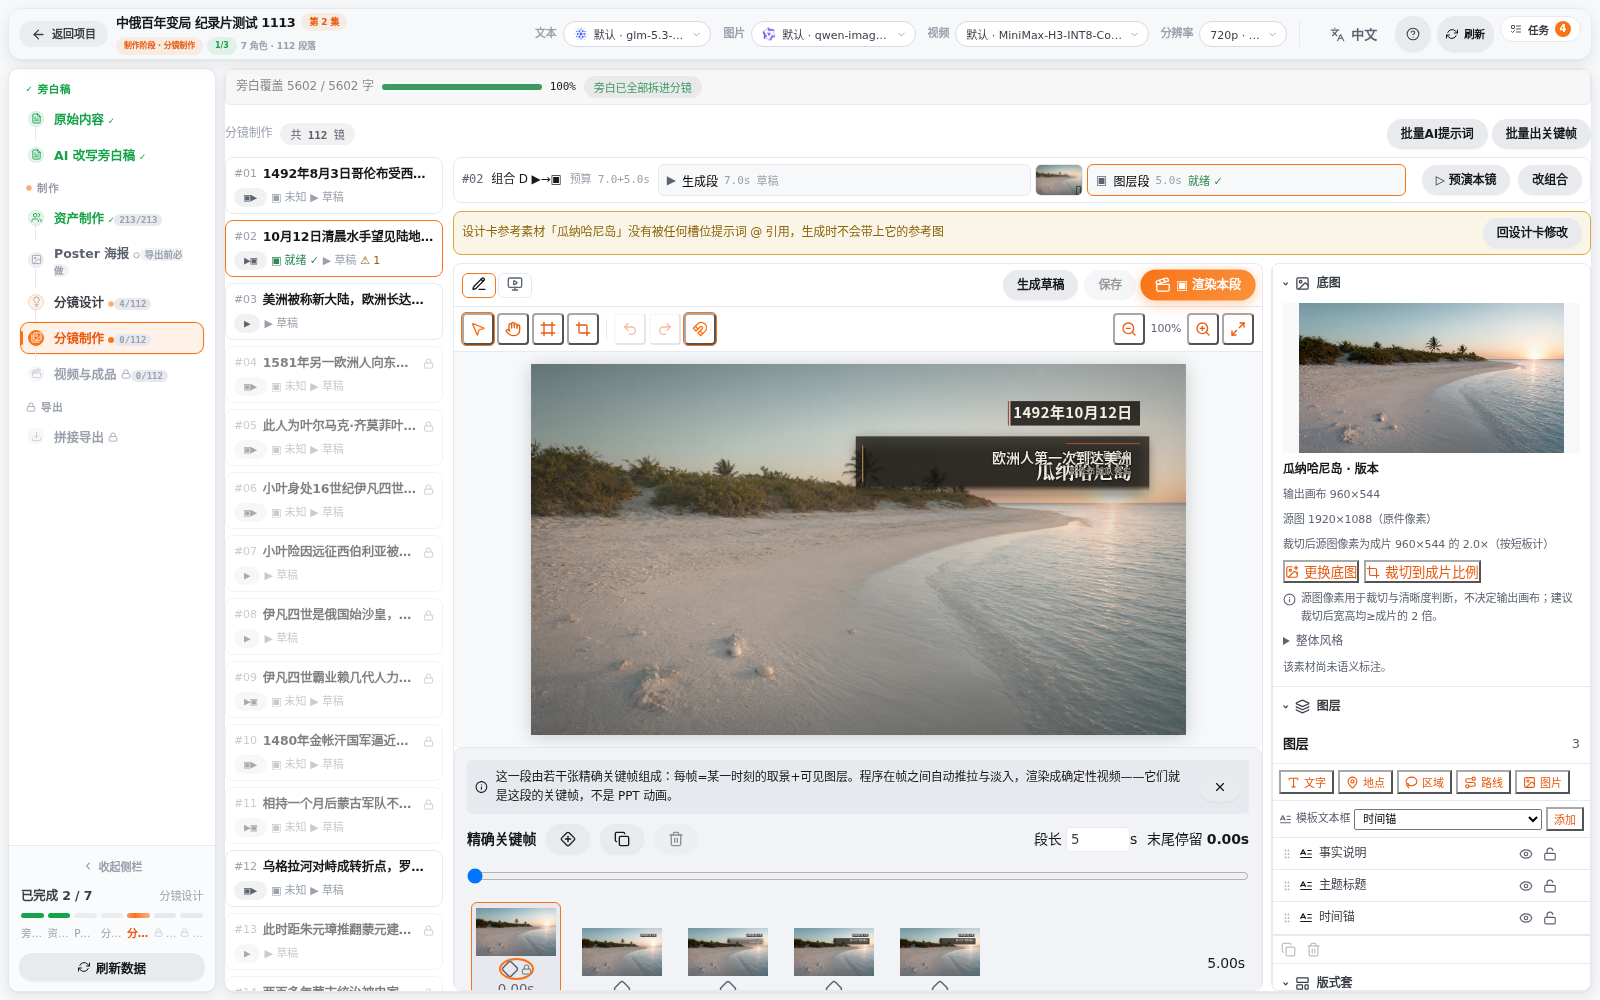 返回项目
中俄百年变局 纪录片测试 1113 第 2 集
制作阶段 · 分镜制作 1/3 7 角色 · 112 段落
文本 默认 · glm-5.3-...
图片 默认 · qwen-imag...
视频 默认 · MiniMax-H3-INT8-Co...
分辨率 720p · ...
中文
刷新
任务 4
旁白稿
原始内容 ✓
AI 改写旁白稿 ✓
制作
资产制作 ✓ 213/213
Poster 海报 ○ 导出前必做
分镜设计 4/112
分镜制作 0/112
视频与成品 0/112
导出
拼接导出
收起侧栏
已完成 2 / 7 分镜设计
旁... 资... P... 分... 分... ... ...
刷新数据
旁白覆盖 5602 / 5602 字 100% 旁白已全部拆进分镜
分镜制作 共 112 镜
批量AI提示词 批量出关键帧
#01 1492年8月3日哥伦布受西...
▣▶ ▣ 未知 ▶ 草稿
#02 10月12日清晨水手望见陆地...
▶▣ ▣ 就绪 ✓ ▶ 草稿 ⚠ 1
#03 美洲被称新大陆，欧洲长达...
▶ ▶ 草稿
#04 1581年另一欧洲人向东...
▣▶ ▣ 未知 ▶ 草稿
#05 此人为叶尔马克·齐莫菲叶...
▣▶ ▣ 未知 ▶ 草稿
#06 小叶身处16世纪伊凡四世...
▣▶ ▣ 未知 ▶ 草稿
#07 小叶险因远征西伯利亚被...
▶ ▶ 草稿
#08 伊凡四世是俄国始沙皇，...
▶ ▶ 草稿
#09 伊凡四世霸业赖几代人力...
▶▣ ▣ 未知 ▶ 草稿
#10 1480年金帐汗国军逼近...
▶▣ ▣ 未知 ▶ 草稿
#11 相持一个月后蒙古军队不...
▶▣ ▣ 未知 ▶ 草稿
#12 乌格拉河对峙成转折点，罗...
▣▶ ▣ 未知 ▶ 草稿
#13 此时距朱元璋推翻蒙元建...
▶ ▶ 草稿
#02 组合 D ▶→▣ 预算 7.0+5.0s
▶ 生成段 7.0s 草稿
▣ 图层段 5.0s 就绪 ✓
▷ 预演本镜 改组合
设计卡参考素材「瓜纳哈尼岛」没有被任何槽位提示词 @ 引用，生成时不会带上它的参考图
回设计卡修改
生成草稿 保存 ▣ 渲染本段
100%
1492年10月12日
欧洲人第一次到达美洲
瓜纳哈尼岛
这一段由若干张精确关键帧组成：每帧=某一时刻的取景+可见图层。程序在帧之间自动推拉与淡入，渲染成确定性视频——它们就
是这段的关键帧，不是 PPT 动画。
精确关键帧
段长 5 s 末尾停留 0.00s
0.00s
5.00s
底图
瓜纳哈尼岛 · 版本
输出画布 960×544
源图 1920×1088（原件像素）
裁切后源图像素为成片 960×544 的 2.0×（按短板计）
更换底图 裁切到成片比例
源图像素用于裁切与清晰度判断，不决定输出画布；建议
裁切后宽高均≥成片的 2 倍。
▶ 整体风格
该素材尚未语义标注。
图层
图层 3
文字 地点 区域 路线 图片
模板文本框 时间锚 添加
事实说明
主题标题
时间锚
版式套